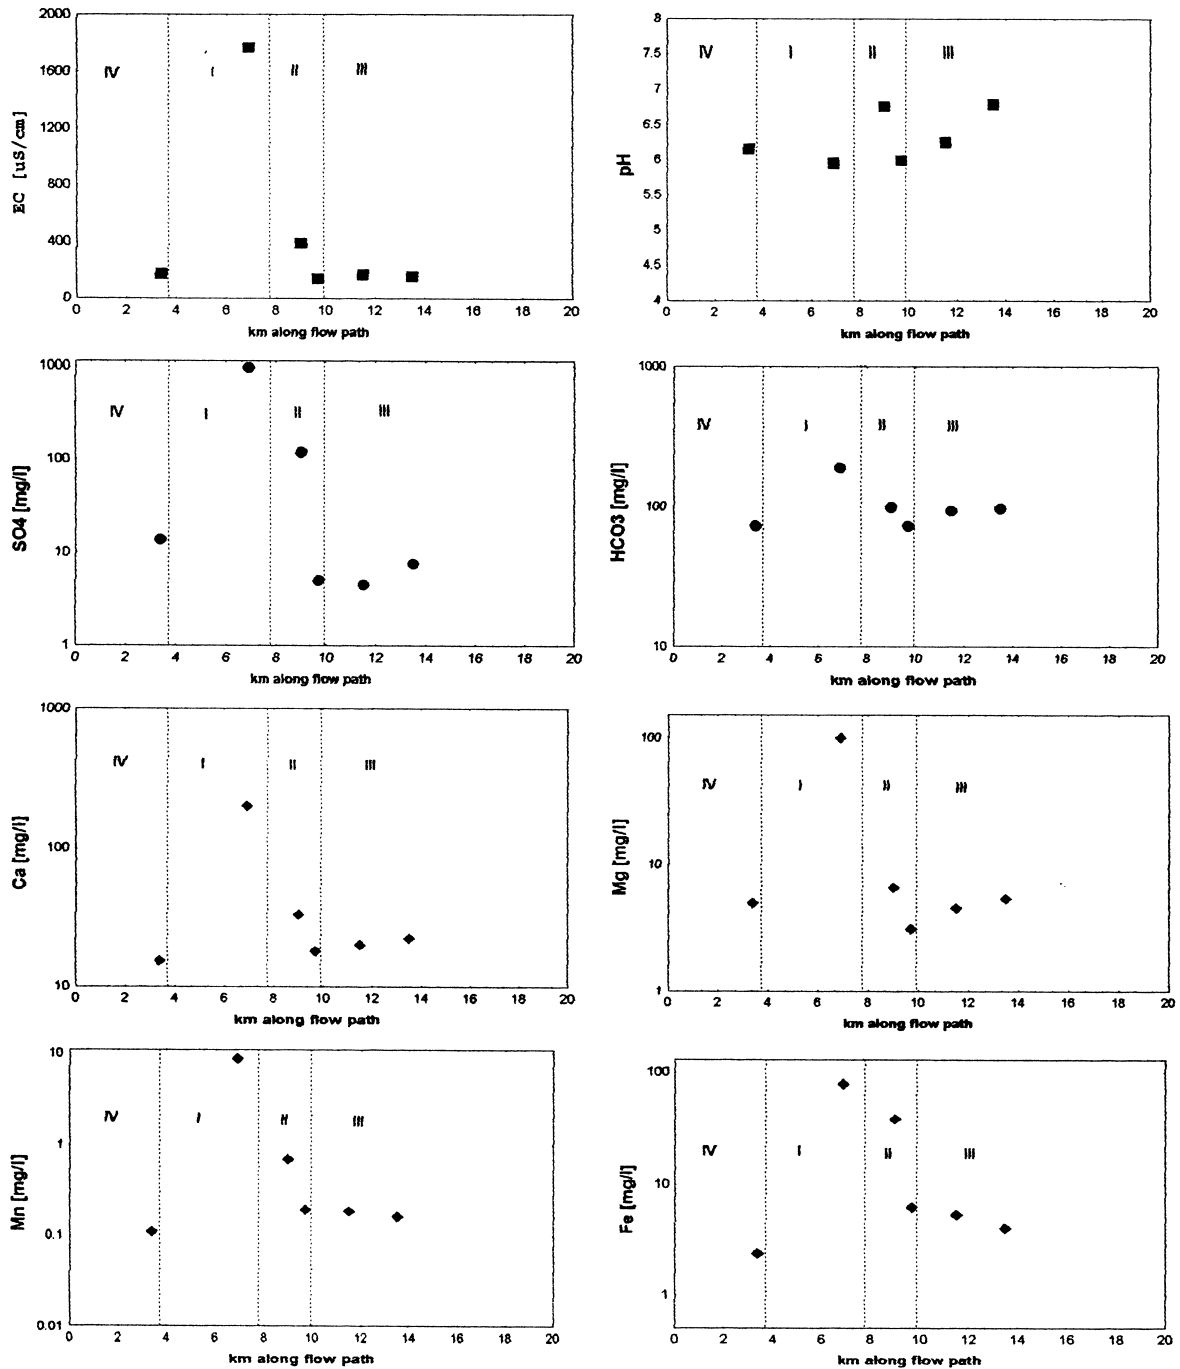 2000
1600
1200
800
400
0
EC [uS/cm]
IV I II III
0 2 4 6 8 10 12 14 16 18 20
km along flow path
8
7.5
7
6.5
6
5.5
5
4.5
4
pH
IV I II III
0 2 4 6 8 10 12 14 16 18 20
km along flow path
1000
100
10
1
SO4 [mg/l]
IV I II III
0 2 4 6 8 10 12 14 16 18 20
km along flow path
1000
100
10
HCO3 [mg/l]
IV I II III
0 2 4 6 8 10 12 14 16 18 20
km along flow path
1000
100
10
Ca [mg/l]
IV I II III
0 2 4 6 8 10 12 14 16 18 20
km along flow path
100
10
1
Mg [mg/l]
IV I II III
0 2 4 6 8 10 12 14 16 18 20
km along flow path
10
1
0.1
0.01
Mn [mg/l]
IV I II III
0 2 4 6 8 10 12 14 16 18 20
km along flow path
100
10
1
Fe [mg/l]
IV I II III
0 2 4 6 8 10 12 14 16 18 20
km along flow path